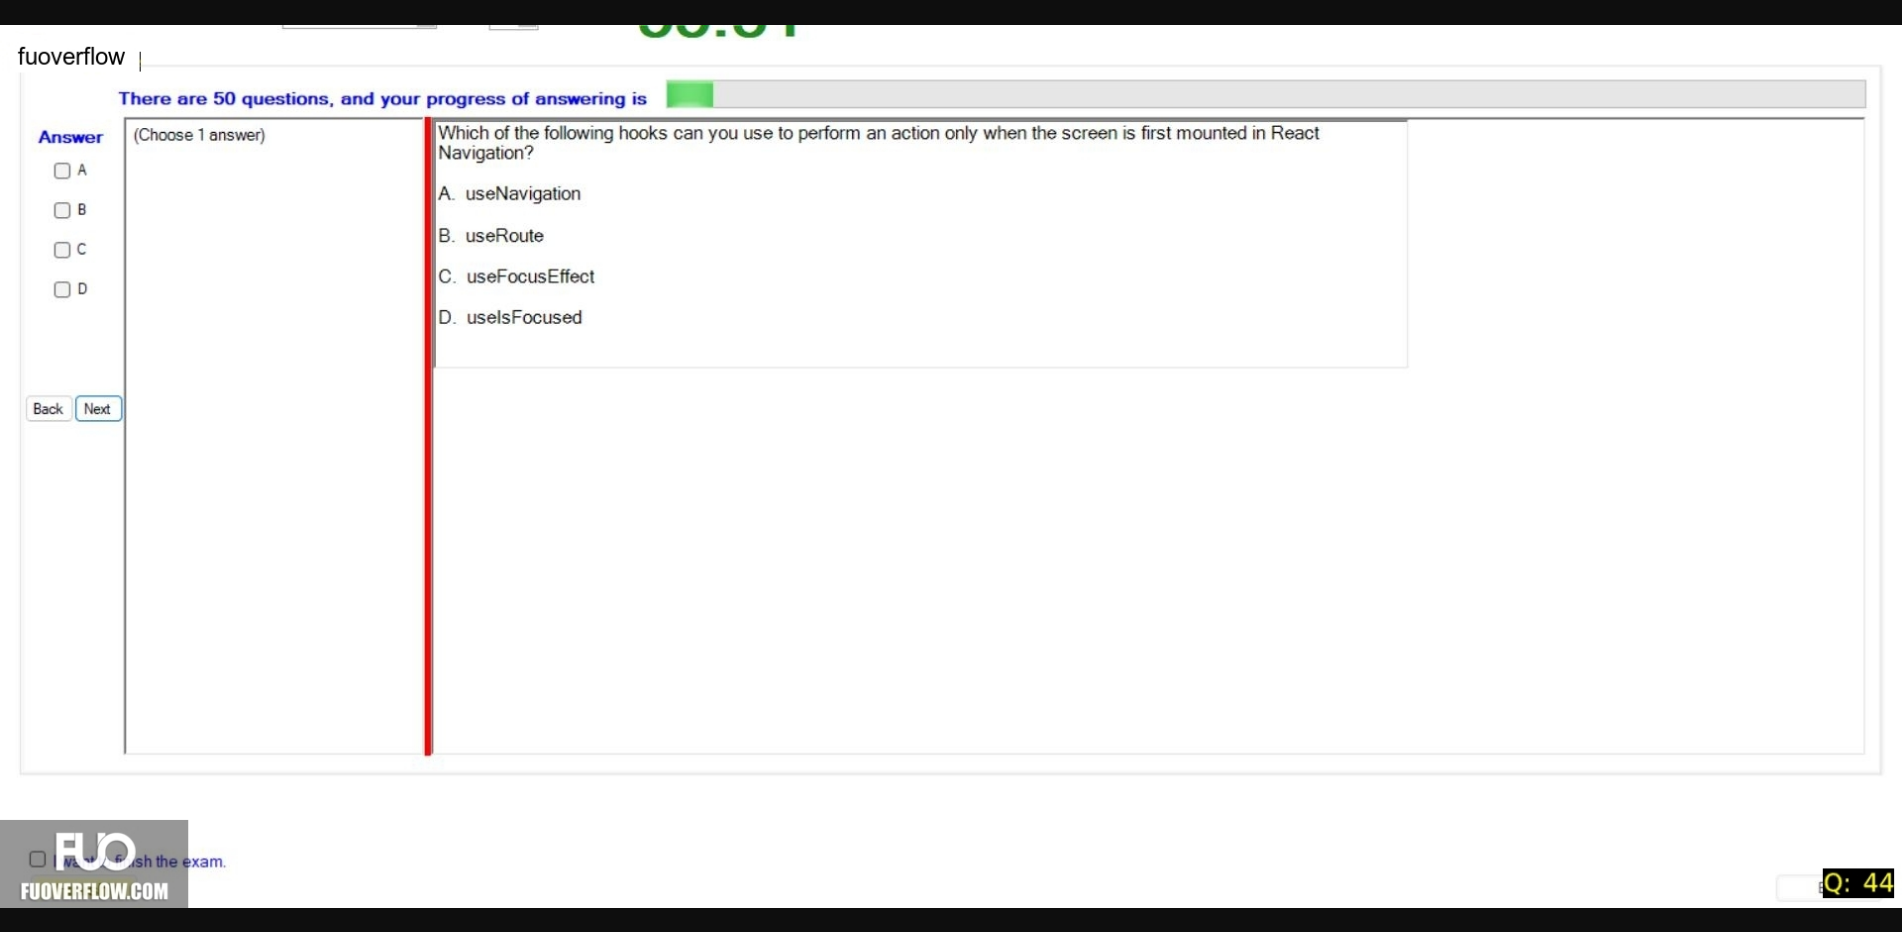 fuoverflow
There are 50 questions, and your progress of answering is
Answer
(Choose 1 answer)
A
B
C
D
Back
Next
Which of the following hooks can you use to perform an action only when the screen is first mounted in React
Navigation?
A. useNavigation
B. useRoute
C. useFocusEffect
D. useIsFocused
FUO
FUOVERFLOW.COM
I want finish the exam.
Q: 44